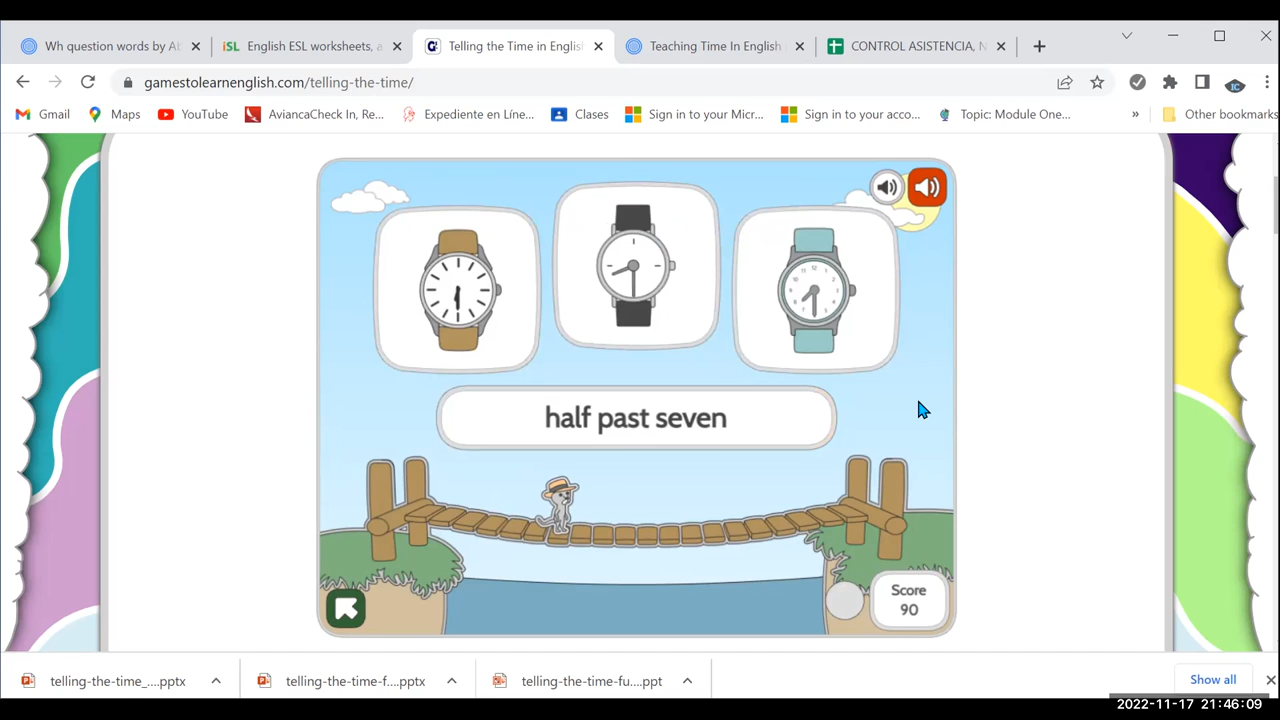 Wh question words by Ab
English ESL worksheets, a
Telling the Time in Englis
Teaching Time In English
CONTROL ASISTENCIA, N
gamestolearnenglish.com/telling-the-time/
Gmail
Maps
YouTube
AviancaCheck In, Re...
Expediente en Líne...
Clases
Sign in to your Micr...
Sign in to your acco...
Topic: Module One...
»
Other bookmarks
half past seven
Score
90
telling-the-time_....pptx
telling-the-time-f....pptx
telling-the-time-fu....ppt
Show all
2022-11-17 21:46:09